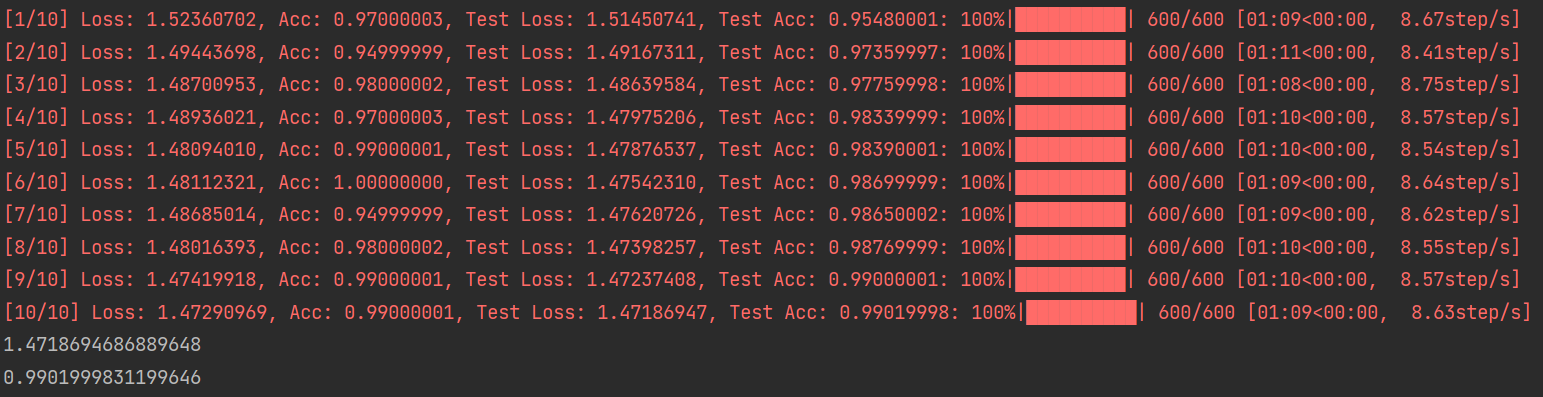 [1/10] Loss: 1.52360702, Acc: 0.97000003, Test Loss: 1.51450741, Test Acc: 0.95480001: 100%|██████████| 600/600 [01:09<00:00,  8.67step/s]
[2/10] Loss: 1.49443698, Acc: 0.94999999, Test Loss: 1.49167311, Test Acc: 0.97359997: 100%|██████████| 600/600 [01:11<00:00,  8.41step/s]
[3/10] Loss: 1.48700953, Acc: 0.98000002, Test Loss: 1.48639584, Test Acc: 0.97759998: 100%|██████████| 600/600 [01:08<00:00,  8.75step/s]
[4/10] Loss: 1.48936021, Acc: 0.97000003, Test Loss: 1.47975206, Test Acc: 0.98339999: 100%|██████████| 600/600 [01:10<00:00,  8.57step/s]
[5/10] Loss: 1.48094010, Acc: 0.99000001, Test Loss: 1.47876537, Test Acc: 0.98390001: 100%|██████████| 600/600 [01:10<00:00,  8.54step/s]
[6/10] Loss: 1.48112321, Acc: 1.00000000, Test Loss: 1.47542310, Test Acc: 0.98699999: 100%|██████████| 600/600 [01:09<00:00,  8.64step/s]
[7/10] Loss: 1.48685014, Acc: 0.94999999, Test Loss: 1.47620726, Test Acc: 0.98650002: 100%|██████████| 600/600 [01:09<00:00,  8.62step/s]
[8/10] Loss: 1.48016393, Acc: 0.98000002, Test Loss: 1.47398257, Test Acc: 0.98769999: 100%|██████████| 600/600 [01:10<00:00,  8.55step/s]
[9/10] Loss: 1.47419918, Acc: 0.99000001, Test Loss: 1.47237408, Test Acc: 0.99000001: 100%|██████████| 600/600 [01:10<00:00,  8.57step/s]
[10/10] Loss: 1.47290969, Acc: 0.99000001, Test Loss: 1.47186947, Test Acc: 0.99019998: 100%|██████████| 600/600 [01:09<00:00,  8.63step/s]
1.4718694686889648
0.9901999831199646